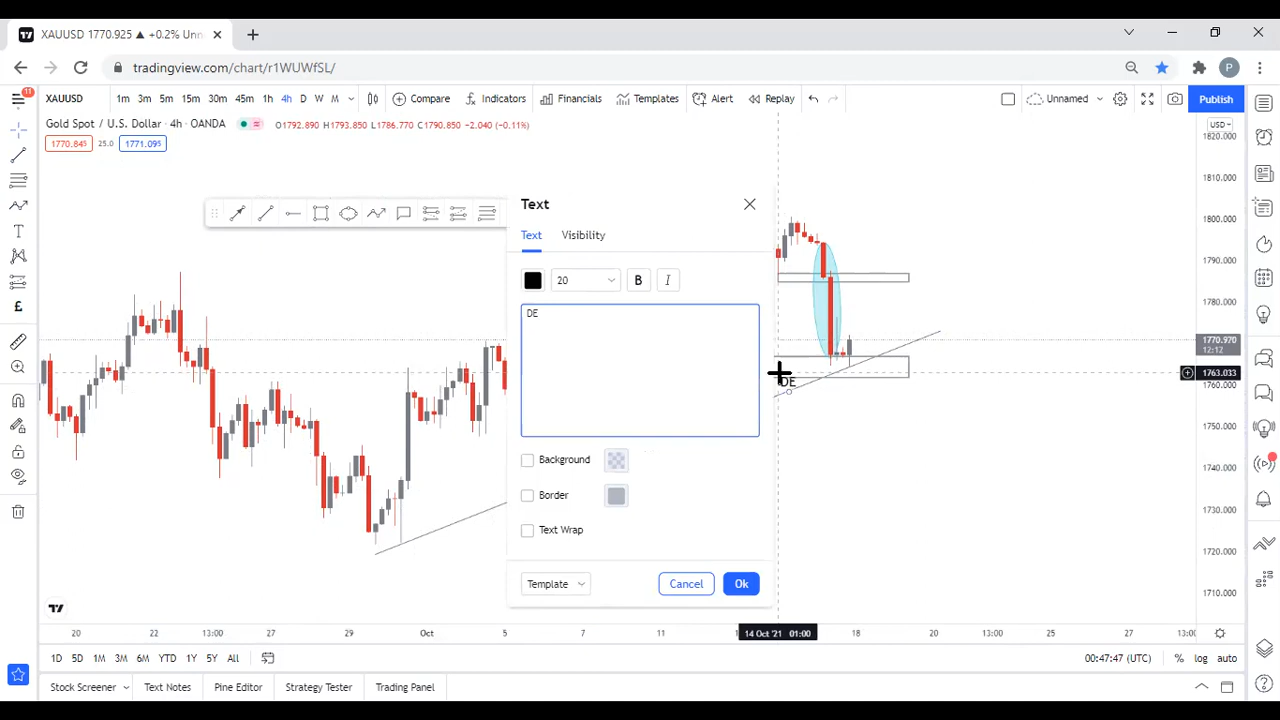 XAUUSD 1770.925 ▲ +0.2% Unn
tradingview.com/chart/r1WUWfSL/
11
XAUUSD 1m 3m 5m 15m 30m 45m 1h 4h D W M Compare Indicators Financials Templates Alert Replay Unnamed Publish
Gold Spot / U.S. Dollar · 4h · OANDA O1792.890 H1793.850 L1786.770 C1790.850 -2.040 (-0.11%)
1770.845 25.0 1771.095
USD
1820.000
1810.000
1800.000
1790.000
1780.000
1770.970
12:12
1763.033
1760.000
1750.000
1740.000
1730.000
1720.000
1710.000
Text
Text Visibility
20 B I
DE
Background
Border
Text Wrap
Template Cancel Ok
DE
20 22 13:00 27 29 Oct 5 7 11 14 Oct '21 01:00 18 20 13:00 25 27 13:00
1D 5D 1M 3M 6M YTD 1Y 5Y All 00:47:47 (UTC) % log auto
Stock Screener Text Notes Pine Editor Strategy Tester Trading Panel